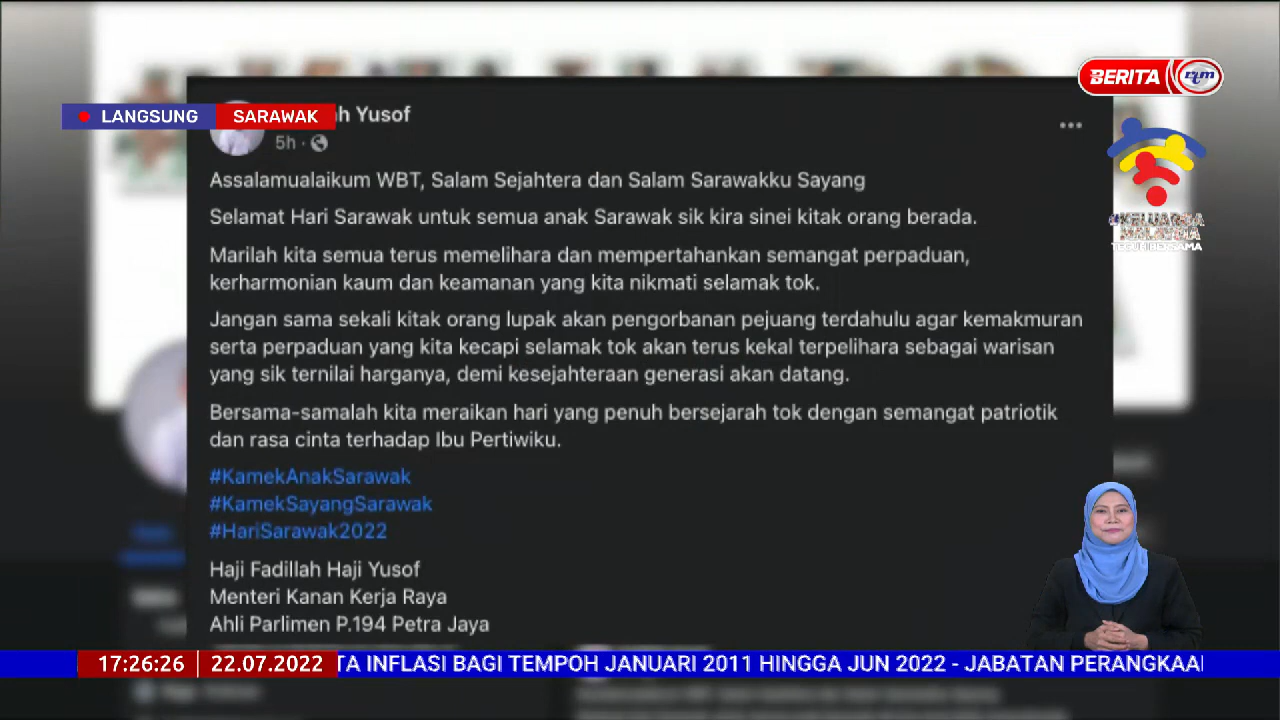 BERITA rtm
LANGSUNG SARAWAK
ah Yusof
5h
Assalamualaikum WBT, Salam Sejahtera dan Salam Sarawakku Sayang
Selamat Hari Sarawak untuk semua anak Sarawak sik kira sinei kitak orang berada.
Marilah kita semua terus memelihara dan mempertahankan semangat perpaduan,
kerharmonian kaum dan keamanan yang kita nikmati selamak tok.
Jangan sama sekali kitak orang lupak akan pengorbanan pejuang terdahulu agar kemakmuran
serta perpaduan yang kita kecapi selamak tok akan terus kekal terpelihara sebagai warisan
yang sik ternilai harganya, demi kesejahteraan generasi akan datang.
Bersama-samalah kita meraikan hari yang penuh bersejarah tok dengan semangat patriotik
dan rasa cinta terhadap Ibu Pertiwiku.
#KamekAnakSarawak
#KamekSayangSarawak
#HariSarawak2022
Haji Fadillah Haji Yusof
Menteri Kanan Kerja Raya
Ahli Parlimen P.194 Petra Jaya
#KELUARGA
MALAYSIA
TEGUH BERSAMA
17:26:26 22.07.2022 TA INFLASI BAGI TEMPOH JANUARI 2011 HINGGA JUN 2022 - JABATAN PERANGKAA